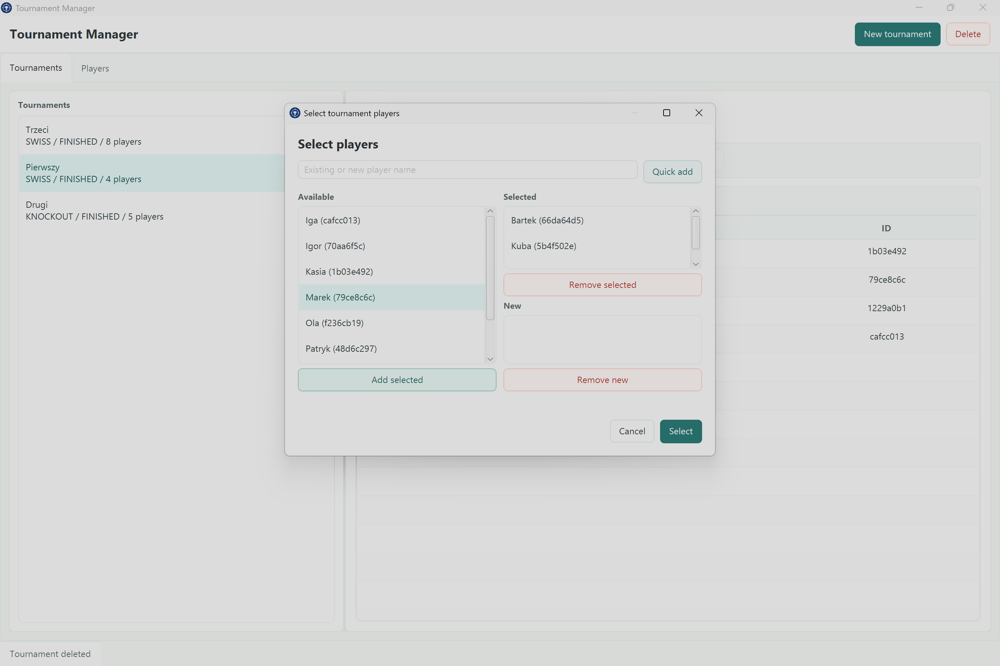 Tournament Manager
Tournament Manager
New tournament
Delete
Tournaments
Players
Tournaments
Trzeci
SWISS / FINISHED / 8 players
Pierwszy
SWISS / FINISHED / 4 players
Drugi
KNOCKOUT / FINISHED / 5 players
Select tournament players
Select players
Existing or new player name
Quick add
Available
Iga (cafcc013)
Igor (70aa6f5c)
Kasia (1b03e492)
Marek (79ce8c6c)
Ola (f236cb19)
Patryk (48d6c297)
Add selected
Selected
Bartek (66da64d5)
Kuba (5b4f502e)
Remove selected
New
Remove new
Cancel
Select
ID
1b03e492
79ce8c6c
1229a0b1
cafcc013
Tournament deleted